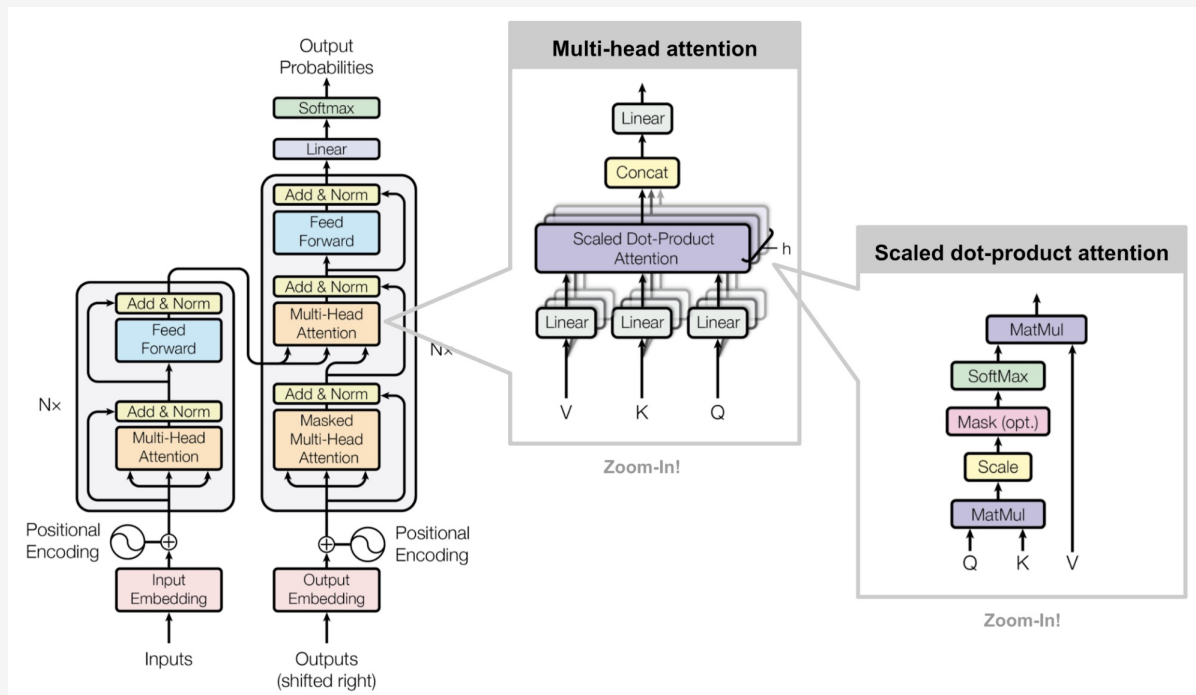 Output
Probabilities
Softmax
Linear
Add & Norm
Feed
Forward
Add & Norm
Multi-Head
Attention
Add & Norm
Masked
Multi-Head
Attention
N×
Add & Norm
Feed
Forward
Add & Norm
Multi-Head
Attention
N×
Positional
Encoding
Positional
Encoding
Input
Embedding
Output
Embedding
Inputs
Outputs
(shifted right)
Multi-head attention
Linear
Concat
Scaled Dot-Product
Attention
h
Linear
Linear
Linear
V
K
Q
Zoom-In!
Scaled dot-product attention
MatMul
SoftMax
Mask (opt.)
Scale
MatMul
Q
K
V
Zoom-In!